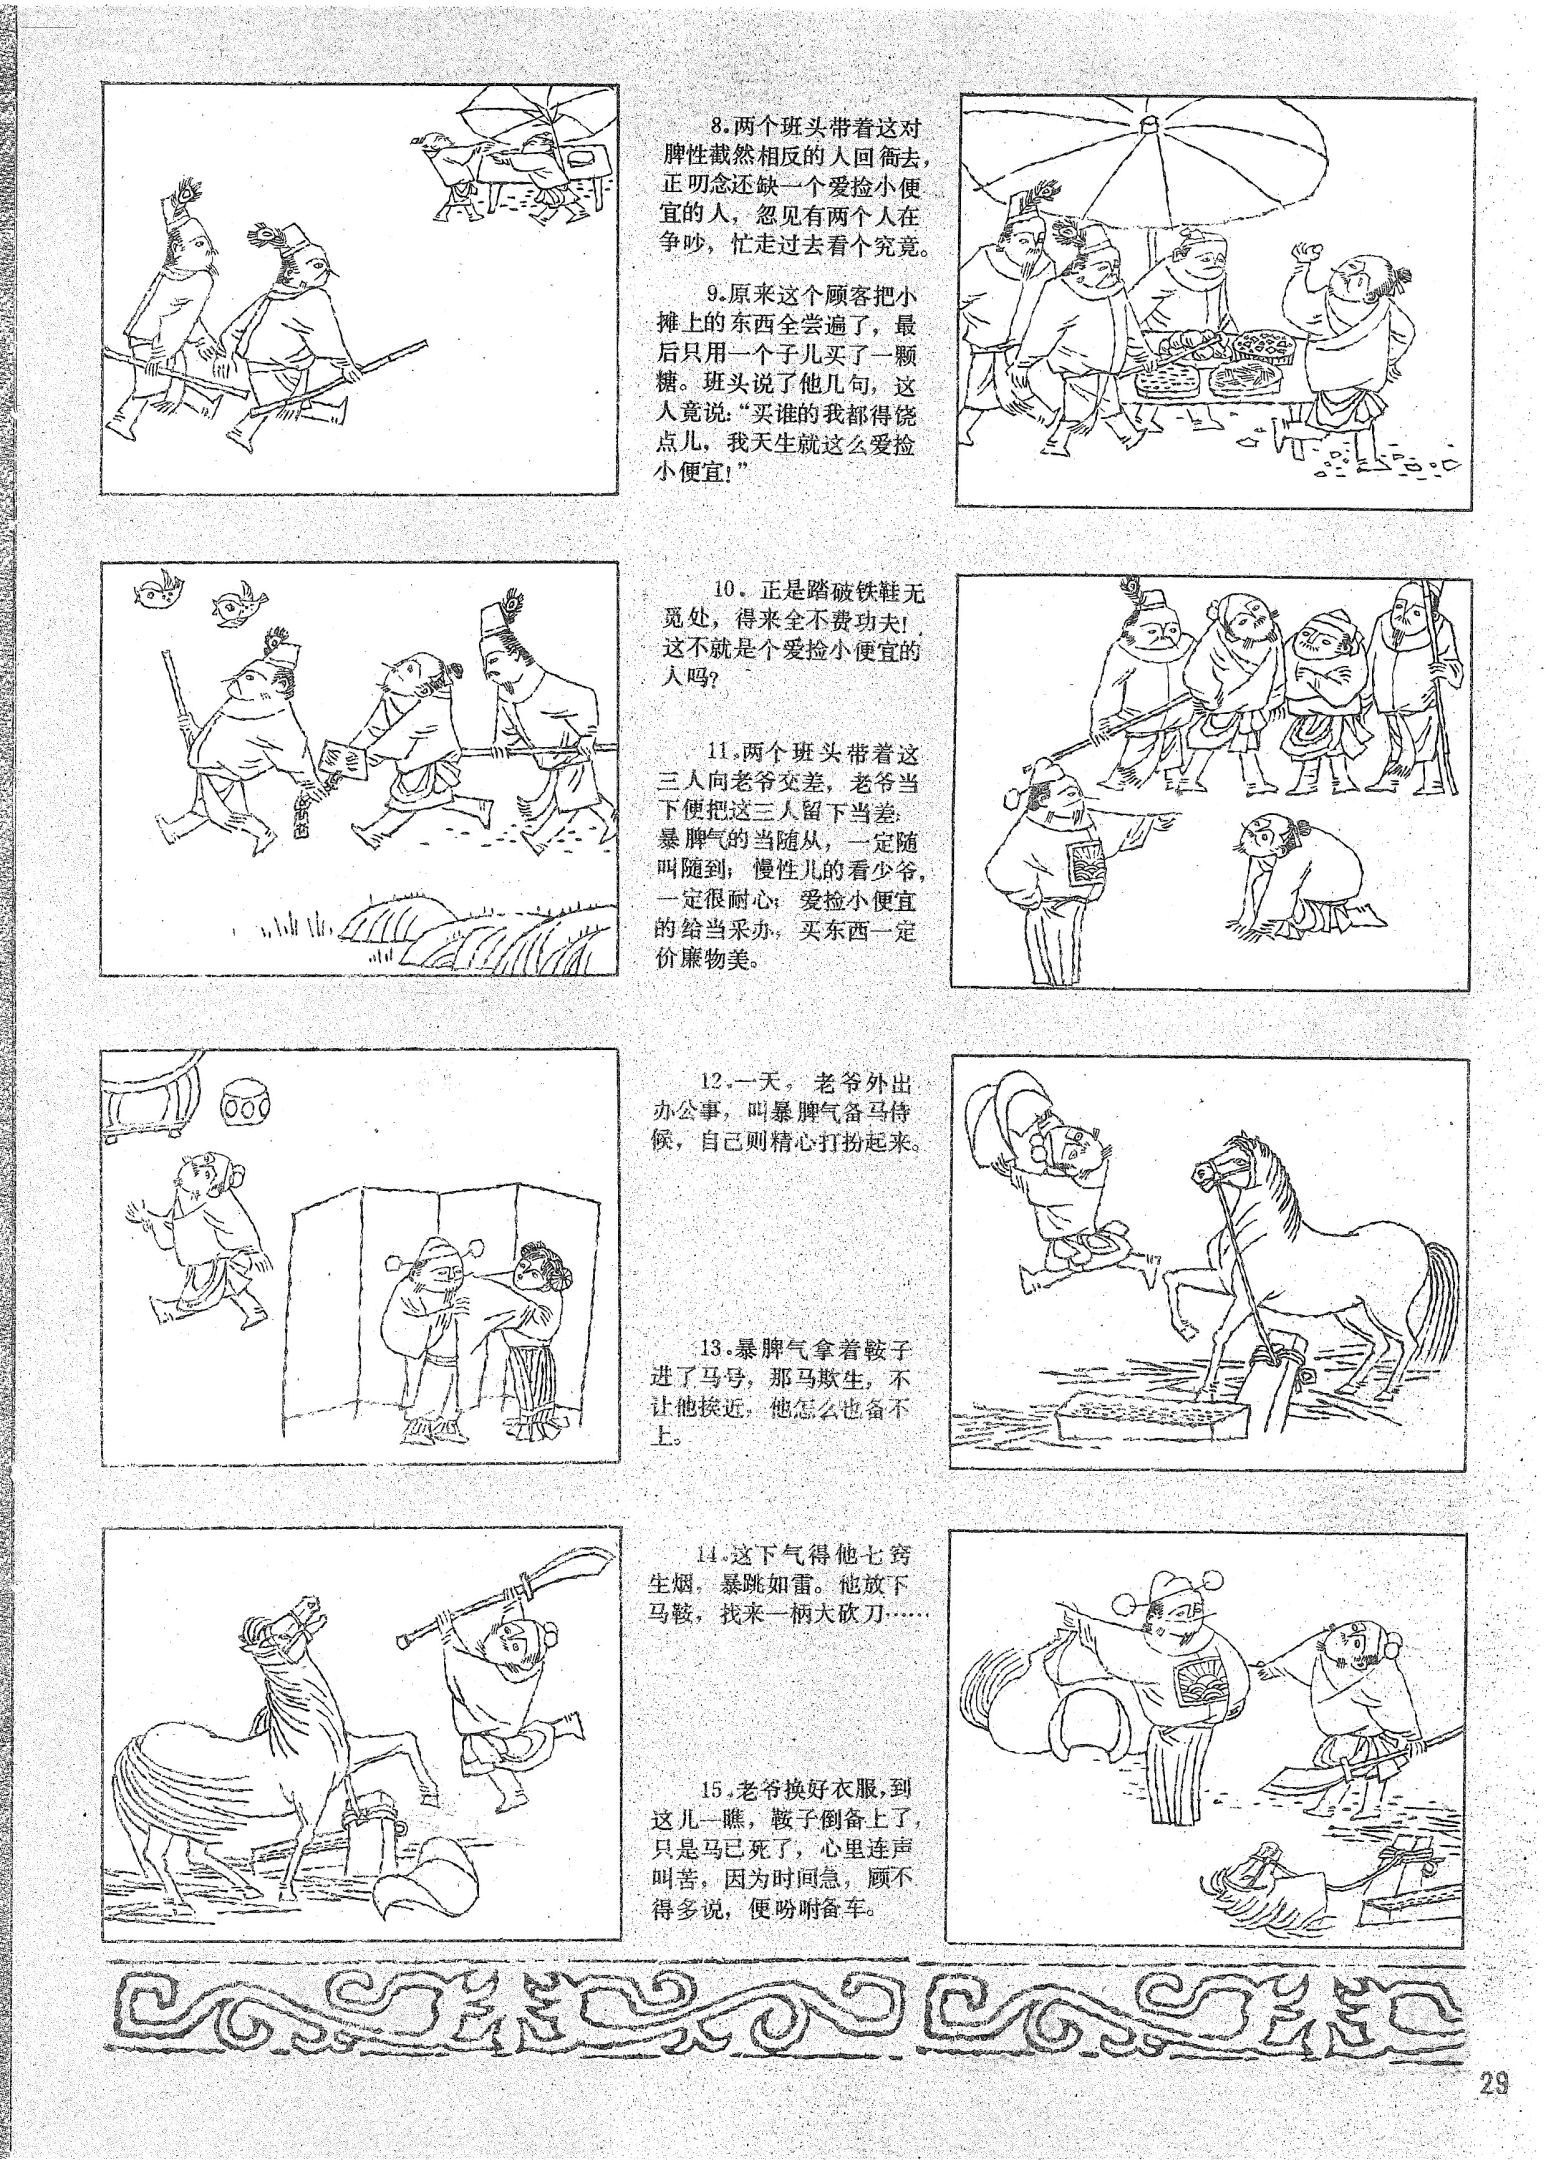 8.两个班头带着这对
脾性截然相反的人回衙去，
正叨念还缺一个爱捡小便
宜的人，忽见有两个人在
争吵，忙走过去看个究竟。
9.原来这个顾客把小
摊上的东西全尝遍了，最
后只用一个子儿买了一颗
糖。班头说了他几句，这
人竟说：“买谁的我都得饶
点儿，我天生就这么爱捡
小便宜！”
10．正是踏破铁鞋无
觅处，得来全不费功夫！
这不就是个爱捡小便宜的
人吗？
11.两个班头带着这
三人向老爷交差，老爷当
下便把这三人留下当差；
暴脾气的当随从，一定随
叫随到；慢性儿的看少爷，
一定很耐心；爱捡小便宜
的给当采办，买东西一定
价廉物美。
12.一天，老爷外出
办公事，叫暴脾气备马侍
候，自己则精心打扮起来。
13.暴脾气拿着鞍子
进了马号，那马欺生，不
让他挨近，他怎么也备不
上。
14.这下气得他七窍
生烟，暴跳如雷。他放下
马鞍，找来一柄大砍刀……
15.老爷换好衣服，到
这儿一瞧，鞍子倒备上了，
只是马已死了，心里连声
叫苦，因为时间急，顾不
得多说，便吩咐备车。
29